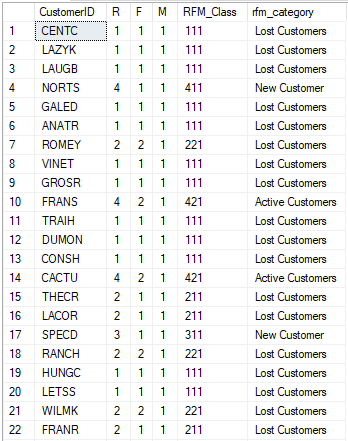 CustomerID R F M RFM_Class rfm_category
1 CENTC 1 1 1 111 Lost Customers
2 LAZYK 1 1 1 111 Lost Customers
3 LAUGB 1 1 1 111 Lost Customers
4 NORTS 4 1 1 411 New Customer
5 GALED 1 1 1 111 Lost Customers
6 ANATR 1 1 1 111 Lost Customers
7 ROMEY 2 2 1 221 Lost Customers
8 VINET 1 1 1 111 Lost Customers
9 GROSR 1 1 1 111 Lost Customers
10 FRANS 4 2 1 421 Active Customers
11 TRAIH 1 1 1 111 Lost Customers
12 DUMON 1 1 1 111 Lost Customers
13 CONSH 1 1 1 111 Lost Customers
14 CACTU 4 2 1 421 Active Customers
15 THECR 2 1 1 211 Lost Customers
16 LACOR 2 1 1 211 Lost Customers
17 SPECD 3 1 1 311 New Customer
18 RANCH 2 2 1 221 Lost Customers
19 HUNGC 1 1 1 111 Lost Customers
20 LETSS 1 1 1 111 Lost Customers
21 WILMK 2 2 1 221 Lost Customers
22 FRANR 2 1 1 211 Lost Customers